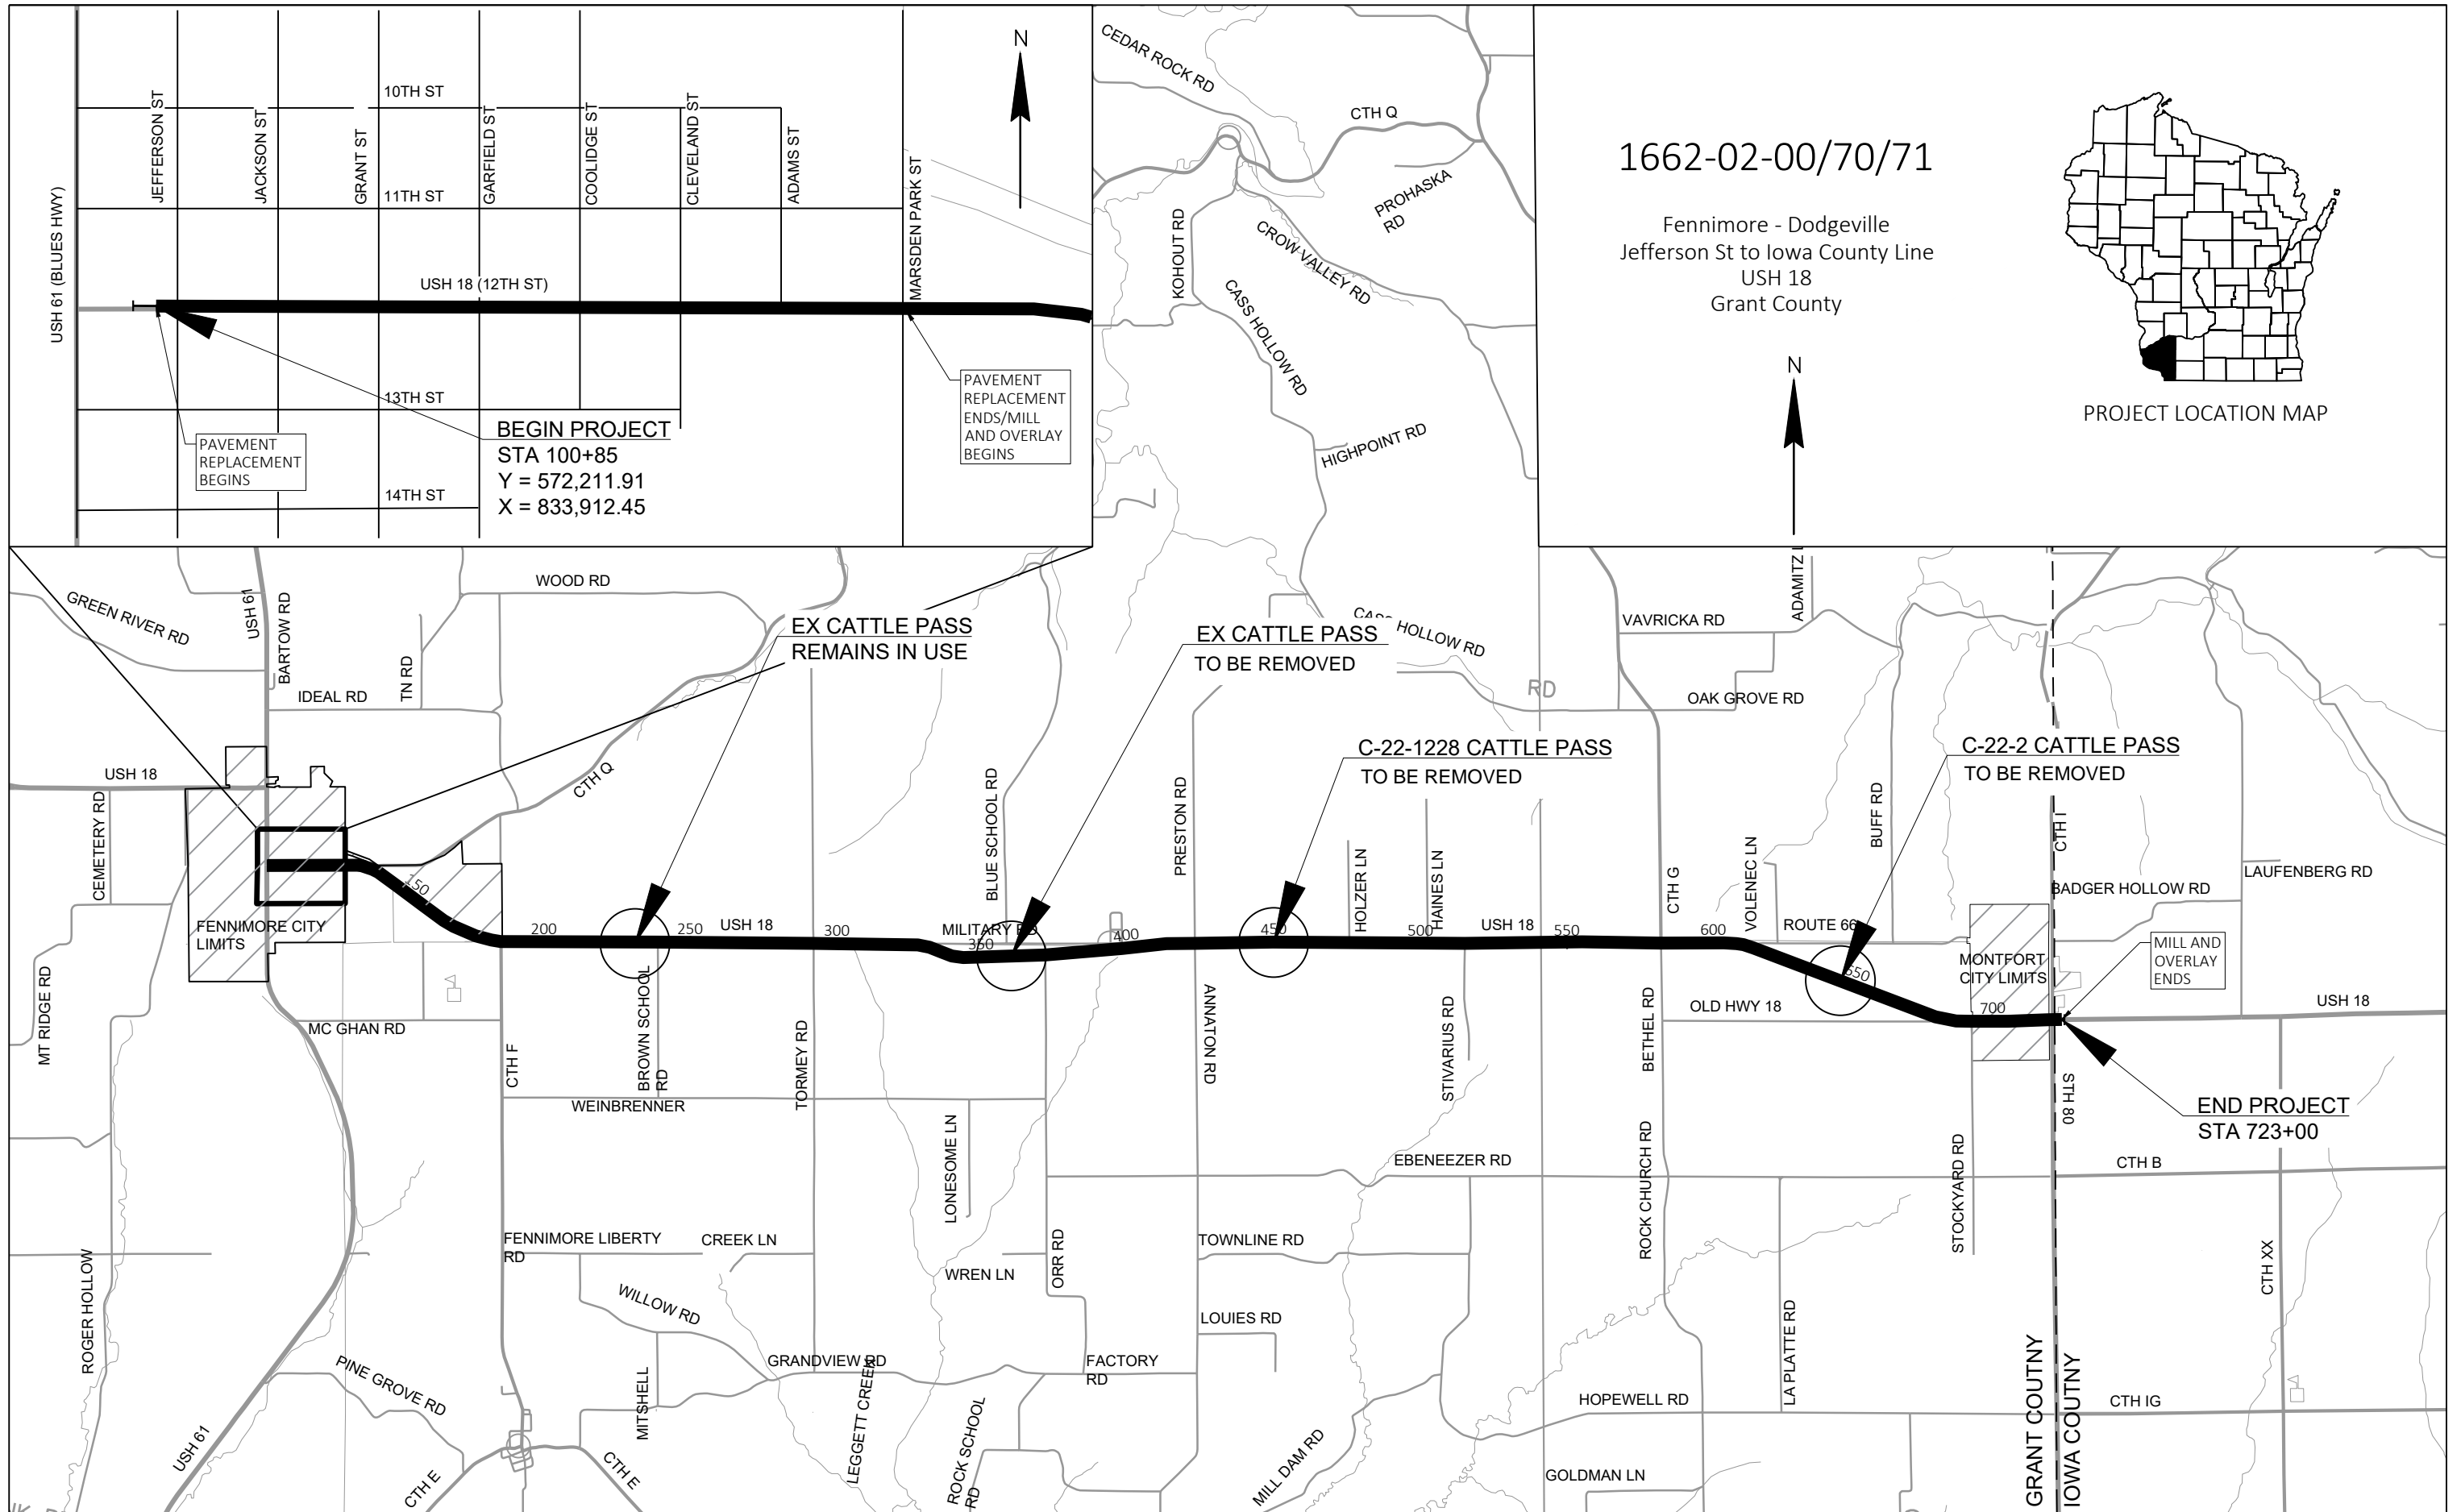 N
10TH ST
JEFFERSON ST
JACKSON ST
GRANT ST
GARFIELD ST
COOLIDGE ST
CLEVELAND ST
ADAMS ST
MARSDEN PARK ST
11TH ST
USH 61 (BLUES HWY)
USH 18 (12TH ST)
13TH ST
14TH ST
PAVEMENT
REPLACEMENT
BEGINS
BEGIN PROJECT
STA 100+85
Y = 572,211.91
X = 833,912.45
PAVEMENT
REPLACEMENT
ENDS/MILL
AND OVERLAY
BEGINS
CEDAR ROCK RD
CTH Q
PROHASKA
RD
KOHOUT RD
CROW VALLEY RD
CASS HOLLOW RD
HIGHPOINT RD
1662-02-00/70/71
Fennimore - Dodgeville
Jefferson St to Iowa County Line
USH 18
Grant County
N
PROJECT LOCATION MAP
GREEN RIVER RD
USH 61
BARTOW RD
WOOD RD
TN RD
IDEAL RD
EX CATTLE PASS
REMAINS IN USE
EX CATTLE PASS
TO BE REMOVED
CASS HOLLOW RD
RD
VAVRICKA RD
ADAMITZ
OAK GROVE RD
C-22-1228 CATTLE PASS
TO BE REMOVED
C-22-2 CATTLE PASS
TO BE REMOVED
USH 18
CEMETERY RD
CTH Q
BLUE SCHOOL RD
PRESTON RD
HOLZER LN
HAINES LN
CTH G
VOLENEC LN
BUFF RD
CTH I
LAUFENBERG RD
BADGER HOLLOW RD
FENNIMORE CITY
LIMITS
150
200
250
USH 18
300
MILITARY RD
350
400
450
500
USH 18
550
600
ROUTE 66
650
MONTFORT
CITY LIMITS
700
MILL AND
OVERLAY
ENDS
USH 18
OLD HWY 18
MT RIDGE RD
MC GHAN RD
CTH F
BROWN SCHOOL
RD
TORMEY RD
ANNATON RD
STIVARIUS RD
BETHEL RD
STH 80
END PROJECT
STA 723+00
WEINBRENNER
LONESOME LN
EBENEEZER RD
ROCK CHURCH RD
STOCKYARD RD
CTH B
FENNIMORE LIBERTY
RD
CREEK LN
WREN LN
ORR RD
TOWNLINE RD
CTH XX
ROGER HOLLOW
WILLOW RD
LOUIES RD
LA PLATTE RD
PINE GROVE RD
MITSHELL
GRANDVIEW RD
FACTORY
RD
LEGGETT CREEK
ROCK SCHOOL
RD
HOPEWELL RD
CTH IG
USH 61
CTH E
CTH E
MILL DAM RD
GOLDMAN LN
GRANT COUTNY
IOWA COUTNY